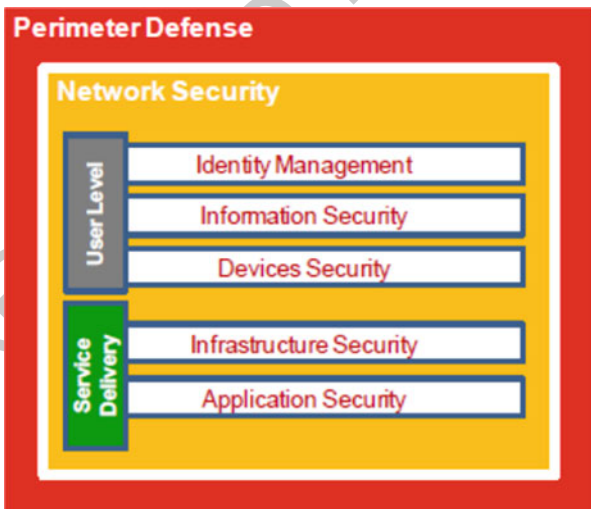 Perimeter Defense
Network Security
User Level
Identity Management
Information Security
Devices Security
Service
Delivery
Infrastructure Security
Application Security